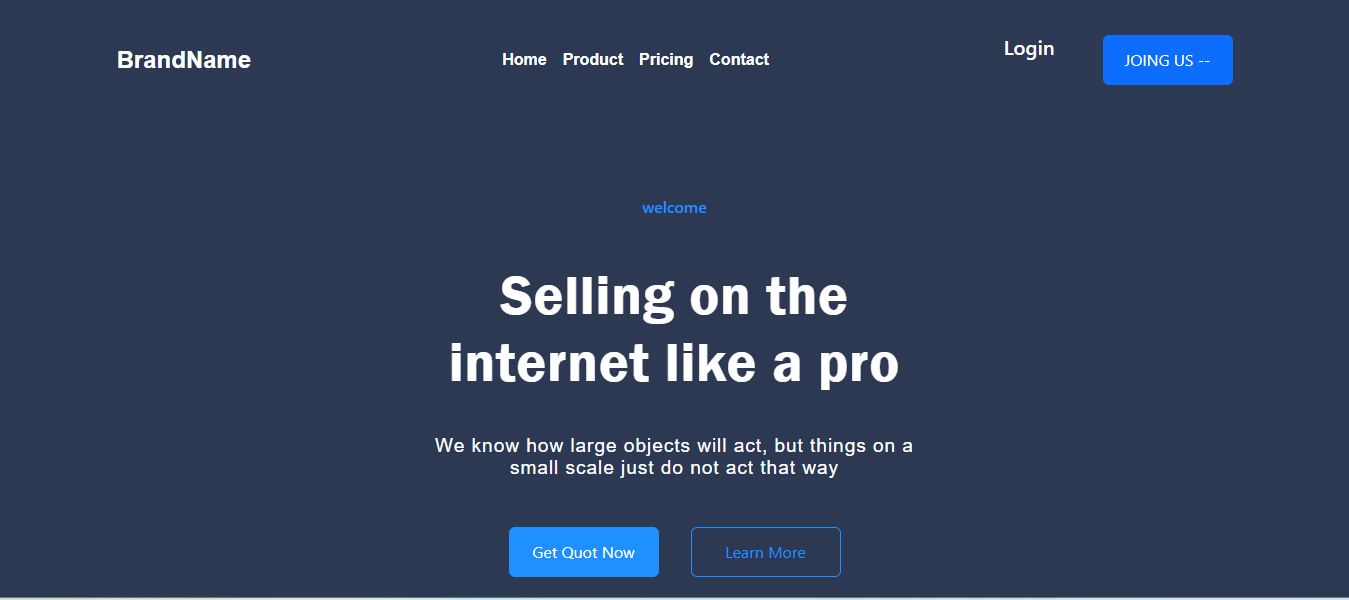 BrandName
Home Product Pricing Contact
Login
JOING US --
welcome
Selling on the
internet like a pro
We know how large objects will act, but things on a
small scale just do not act that way
Get Quot Now
Learn More